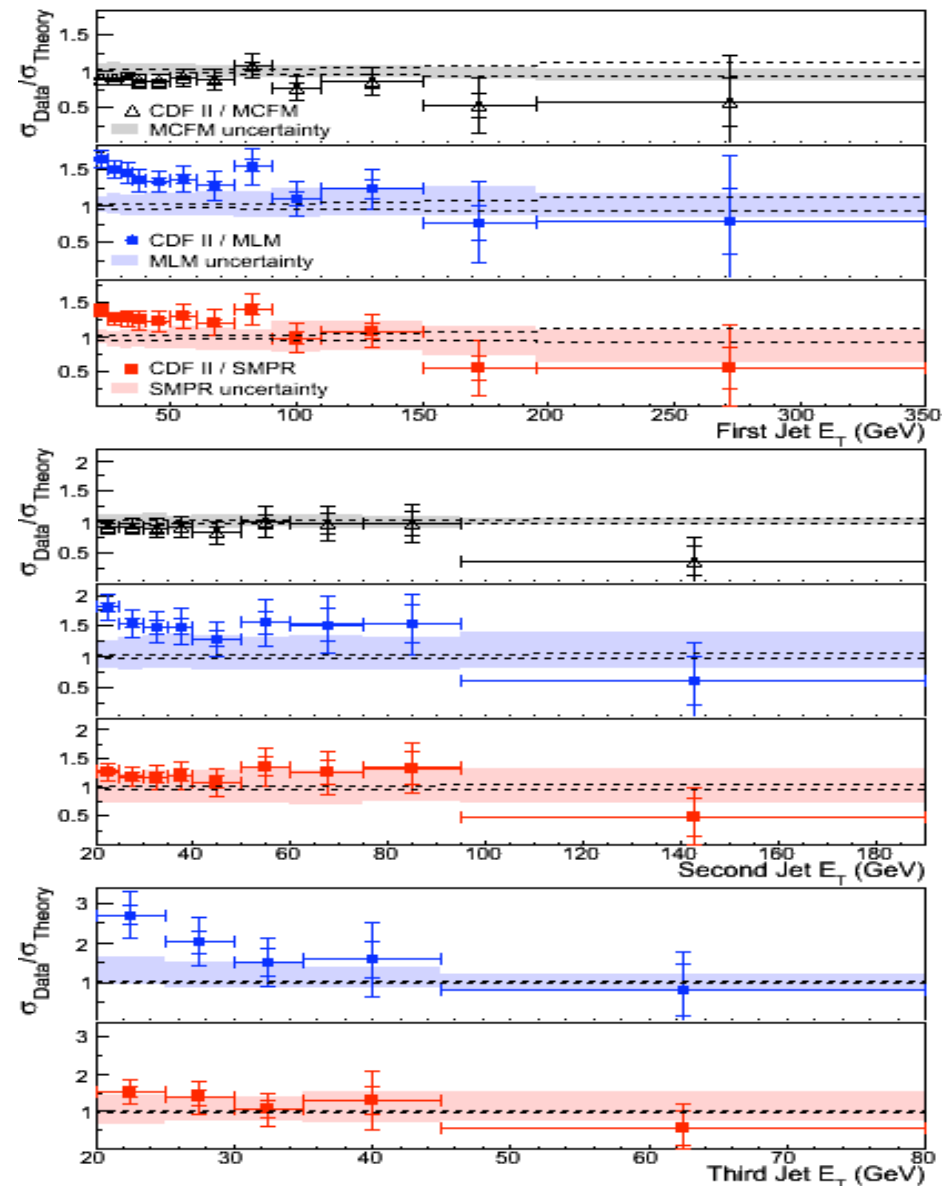 σData/σTheory
1.5
1
0.5
CDF II / MCFM
MCFM uncertainty
1.5
1
0.5
CDF II / MLM
MLM uncertainty
1.5
1
0.5
CDF II / SMPR
SMPR uncertainty
50 100 150 200 250 300 350
First Jet ET (GeV)
σData/σTheory
2
1.5
1
0.5
2
1.5
1
0.5
2
1.5
1
0.5
20 40 60 80 100 120 140 160 180
Second Jet ET (GeV)
σData/σTheory
3
2
1
3
2
1
20 30 40 50 60 70 80
Third Jet ET (GeV)